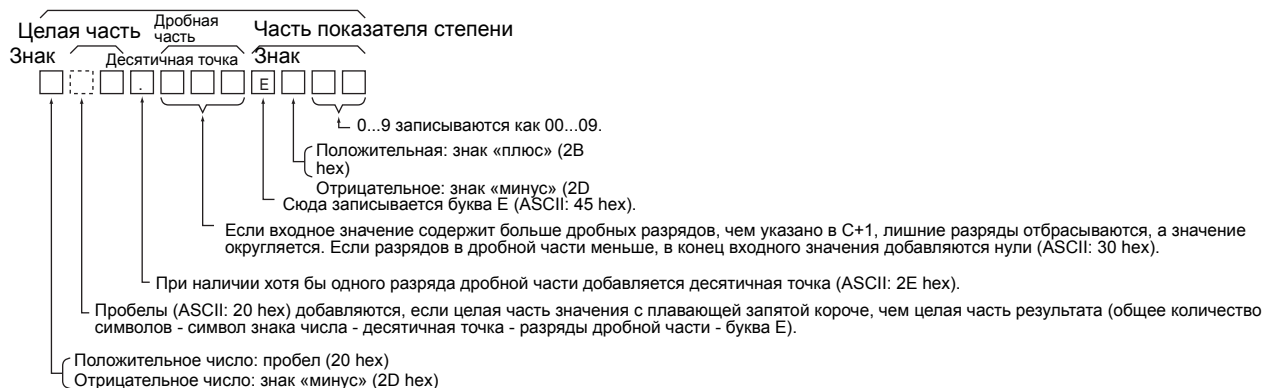 Целая часть Дробная часть Часть показателя степени
Знак Десятичная точка Знак
. E
0...9 записываются как 00...09.
Положительная: знак «плюс» (2B
hex)
Отрицательное: знак «минус» (2D
Сюда записывается буква E (ASCII: 45 hex).
Если входное значение содержит больше дробных разрядов, чем указано в C+1, лишние разряды отбрасываются, а значение
округляется. Если разрядов в дробной части меньше, в конец входного значения добавляются нули (ASCII: 30 hex).
При наличии хотя бы одного разряда дробной части добавляется десятичная точка (ASCII: 2E hex).
Пробелы (ASCII: 20 hex) добавляются, если целая часть значения с плавающей запятой короче, чем целая часть результата (общее количество
символов - символ знака числа - десятичная точка - разряды дробной части - буква E).
Положительное число: пробел (20 hex)
Отрицательное число: знак «минус» (2D hex)